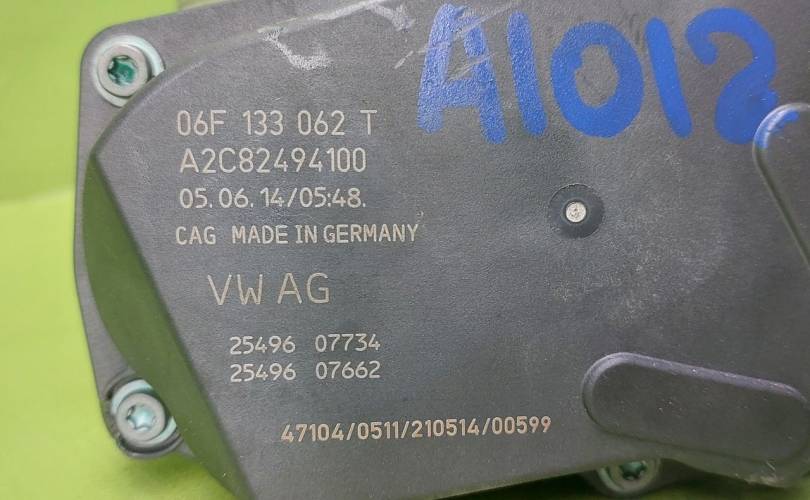 A1018
06F 133 062 T
A2C82494100
05.06.14/05:48.
CAG MADE IN GERMANY
VW AG
25496 07734
25496 07662
47104/0511/210514/00599